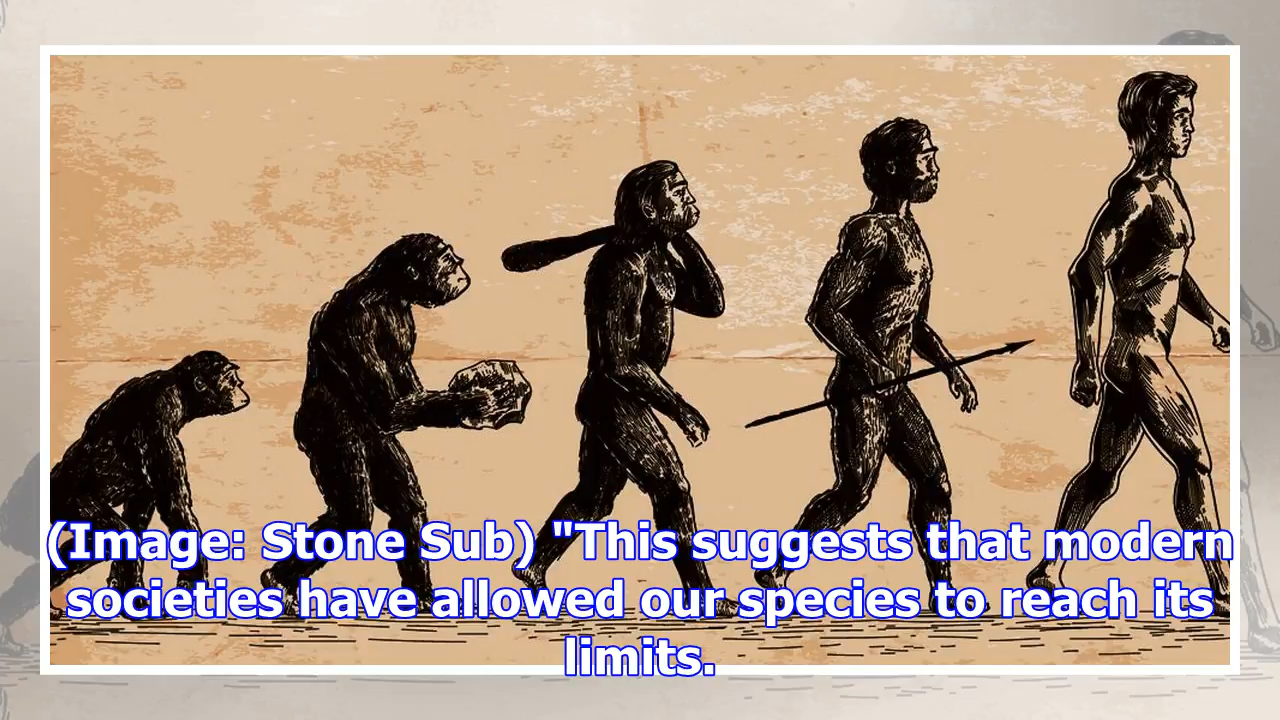 (Image: Stone Sub) "This suggests that modern
societies have allowed our species to reach its
limits.